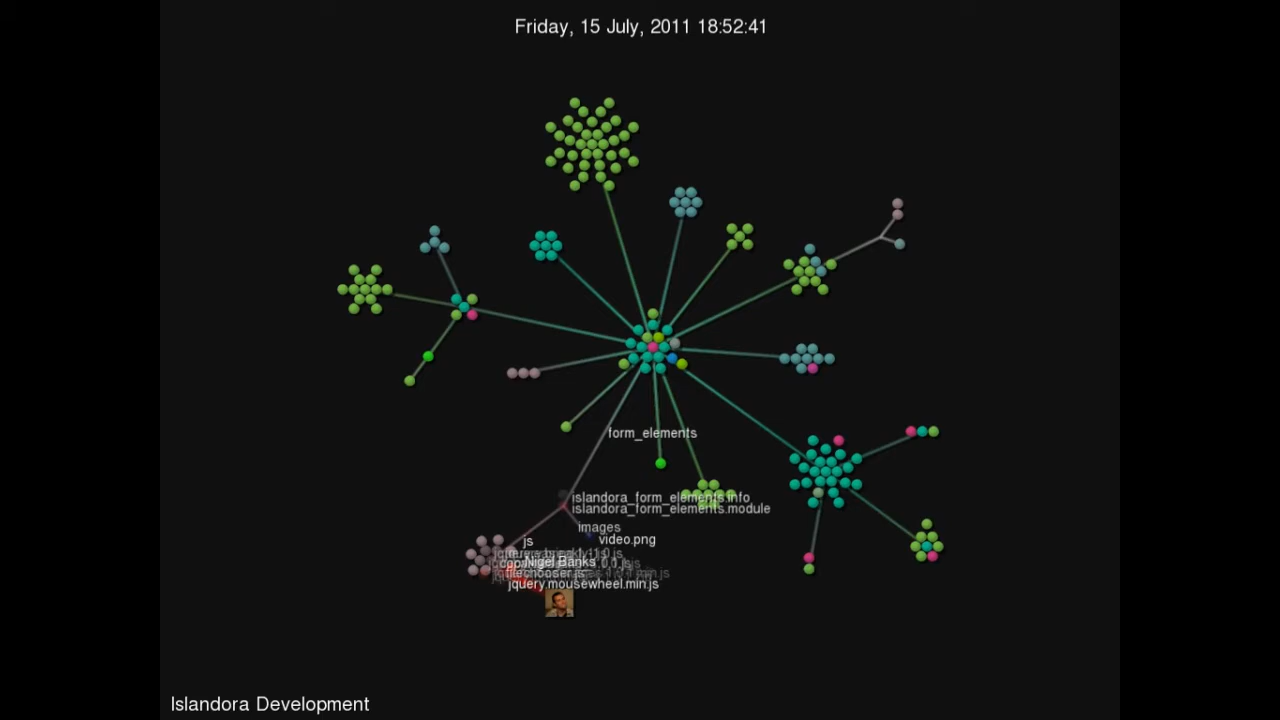 Friday, 15 July, 2011 18:52:41
form_elements
islandora_form_elements.info
islandora_form_elements.module
images
js
video.png
Nigel Banks
filechooser.js
jquery.mousewheel.min.js
Islandora Development